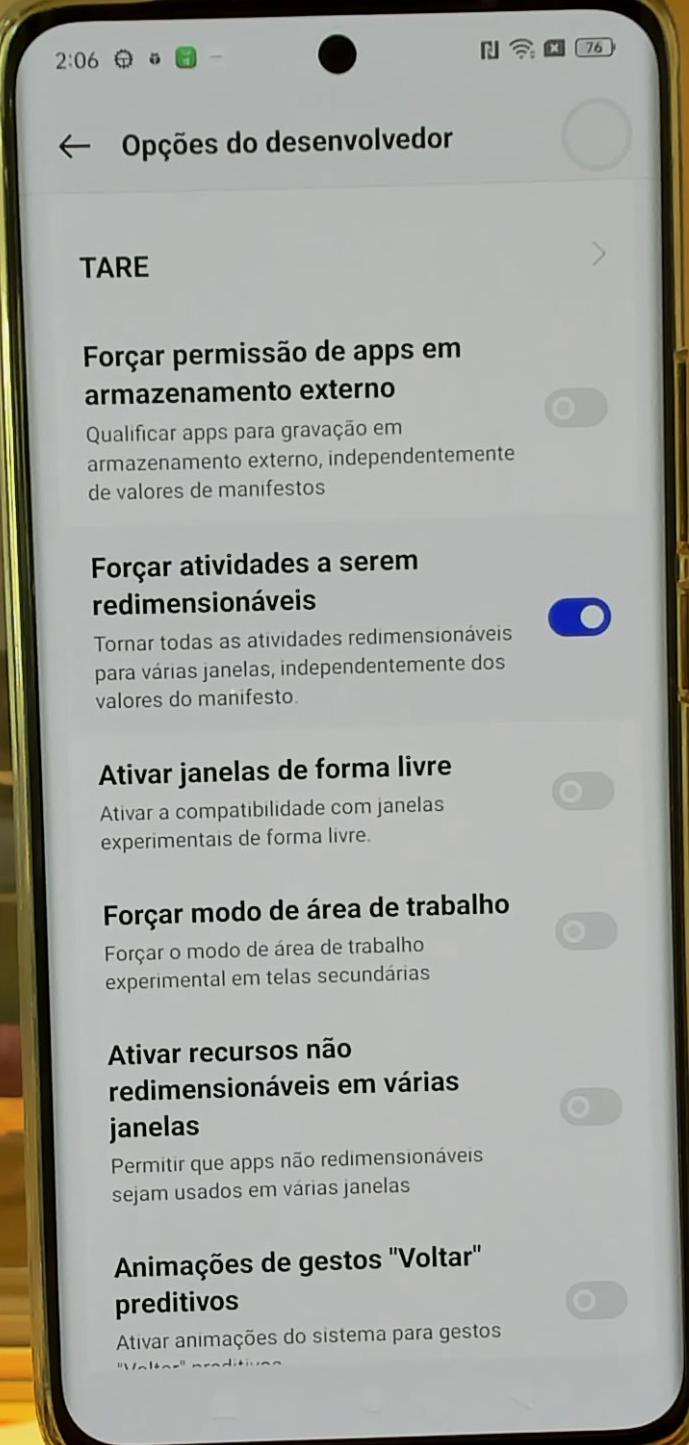 2:06
76
Opções do desenvolvedor
TARE
Forçar permissão de apps em
armazenamento externo
Qualificar apps para gravação em
armazenamento externo, independentemente
de valores de manifestos
Forçar atividades a serem
redimensionáveis
Tornar todas as atividades redimensionáveis
para várias janelas, independentemente dos
valores do manifesto.
Ativar janelas de forma livre
Ativar a compatibilidade com janelas
experimentais de forma livre.
Forçar modo de área de trabalho
Forçar o modo de área de trabalho
experimental em telas secundárias
Ativar recursos não
redimensionáveis em várias
janelas
Permitir que apps não redimensionáveis
sejam usados em várias janelas
Animações de gestos "Voltar"
preditivos
Ativar animações do sistema para gestos
"Voltar" preditivos